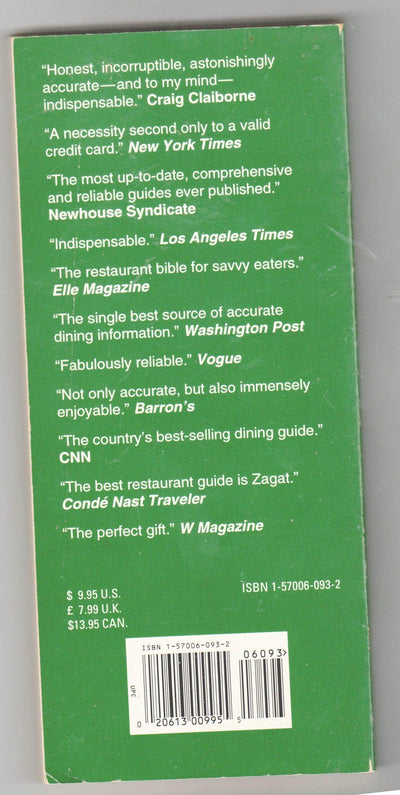 “Honest, incorruptible, astonishingly
accurate—and to my mind—
indispensable.” Craig Claiborne
“A necessity second only to a valid
credit card.” New York Times
“The most up-to-date, comprehensive
and reliable guides ever published.”
Newhouse Syndicate
“Indispensable.” Los Angeles Times
“The restaurant bible for savvy eaters.”
Elle Magazine
“The single best source of accurate
dining information.” Washington Post
“Fabulously reliable.” Vogue
“Not only accurate, but also immensely
enjoyable.” Barron’s
“The country’s best-selling dining guide.”
CNN
“The best restaurant guide is Zagat.”
Condé Nast Traveler
“The perfect gift.” W Magazine
$ 9.95 U.S.
£ 7.99 U.K.
$13.95 CAN.
ISBN 1-57006-093-2
ISBN 1-57006-093-2
06093>
UPC
0 20613 00995 5